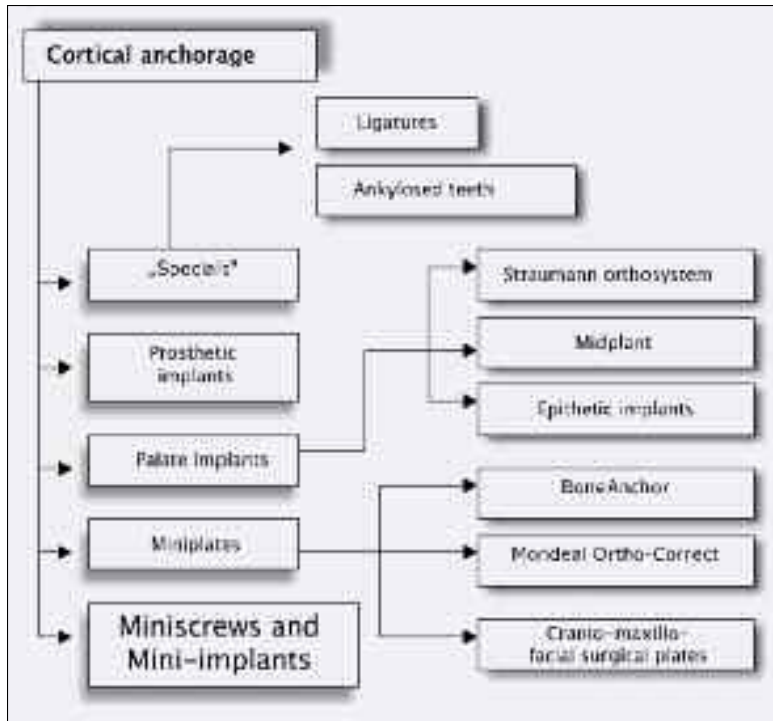 Cortical anchorage
Ligatures
Ankylosed teeth
„Specials“
Straumann orthosystem
Prosthetic
implants
Midplant
Epithetic implants
Palate Implants
BoneAnchor
Miniplates
Mondeal Ortho-Correct
Miniscrews and
Mini-implants
Cranio-maxillo-
facial surgical plates